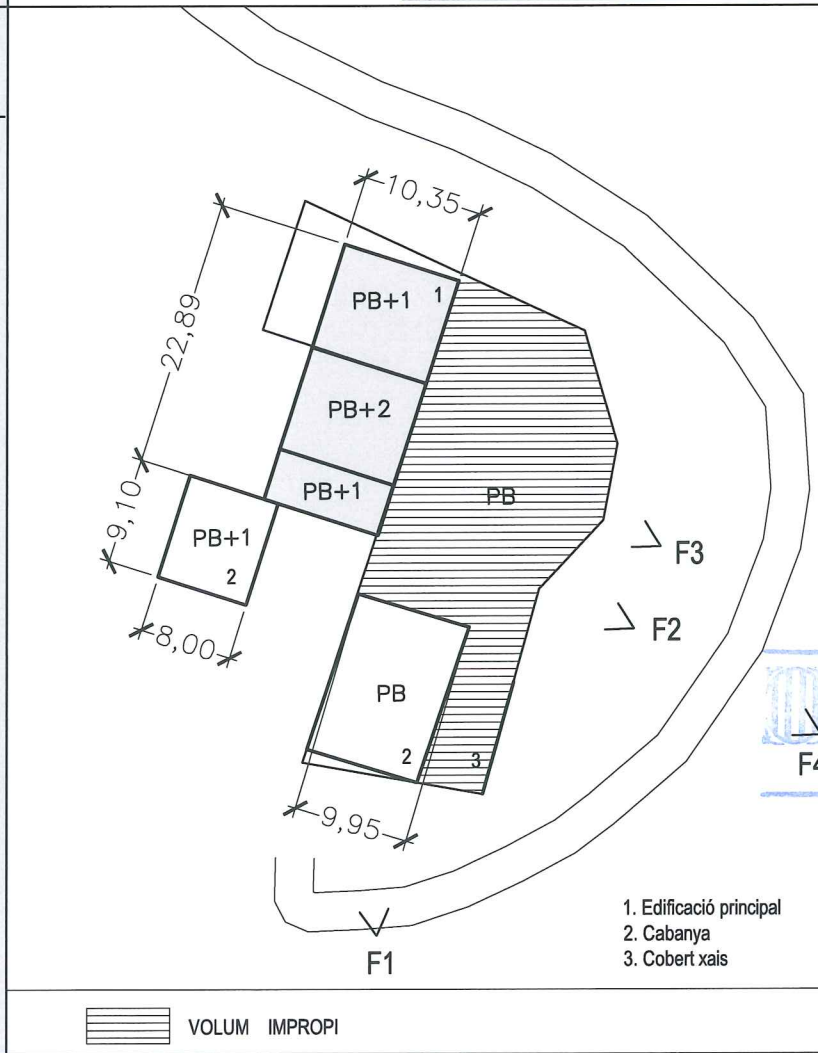 10,35
PB+1 1
22,89
PB+2
PB+1
PB
9,10
PB+1
2
F3
8,00
F2
PB
2
3
F4
9,95
1. Edificació principal
2. Cabanya
3. Cobert xais
F1
VOLUM IMPROPI